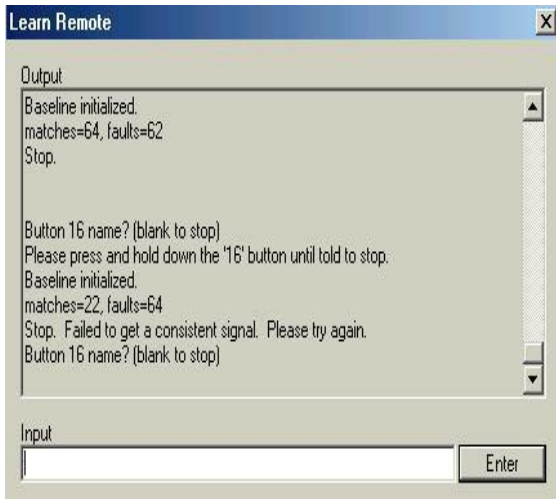 Learn Remote
Output
Baseline initialized.
matches=64, faults=62
Stop.
Button 16 name? (blank to stop)
Please press and hold down the '16' button until told to stop.
Baseline initialized.
matches=22, faults=64
Stop.  Failed to get a consistent signal.  Please try again.
Button 16 name? (blank to stop)
Input
Enter